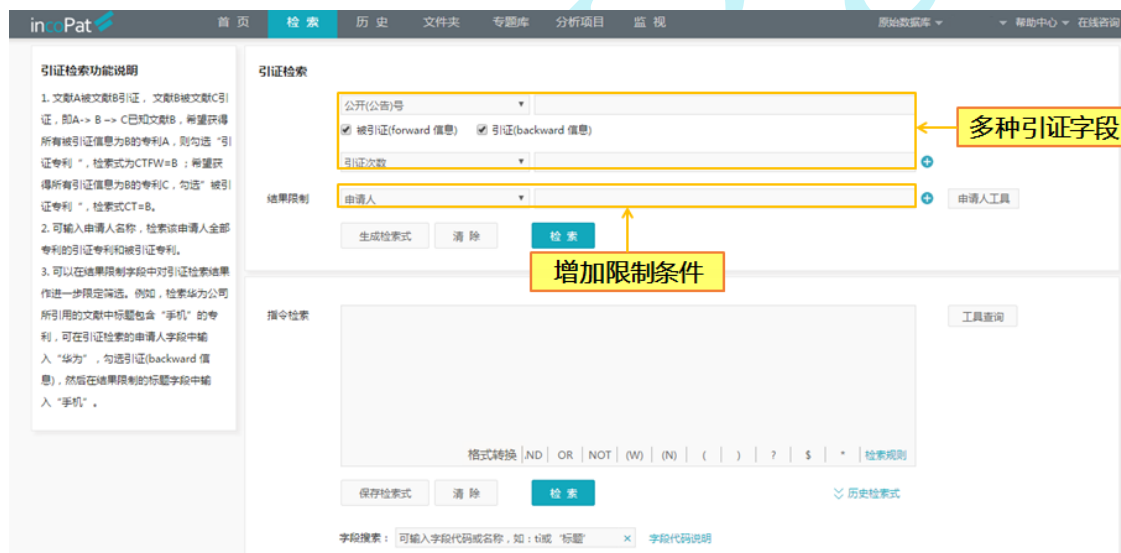 incoPat 首 页 检 索 历 史 文件夹 专题库 分析项目 监 视 原始数据库 帮助中心 在线咨询
引证检索功能说明
1. 文献A被文献B引证， 文献B被文献C引
证，即A-> B -> C已知文献B，希望获得
所有被引证信息为B的专利A，则勾选 “引
证专利 “，检索式为CTFW=B ；希望获
得所有引证信息为B的专利C，勾选” 被引
证专利 “，检索式CT=B。
2. 可输入申请人名称，检索该申请人全部
专利的引证专利和被引证专利。
3. 可以在结果限制字段中对引证检索结果
作进一步限定筛选。例如，检索华为公司
所引用的文献中标题包含 “手机” 的专
利，可在引证检索的申请人字段中输
入 “华为” ，勾选引证(backward 信
息)，然后在结果限制的标题字段中输
入 “手机” 。
引证检索
公开(公告)号
被引证(forward 信息) 引证(backward 信息)
多种引证字段
引证次数
结果限制 申请人 申请人工具
生成检索式 清 除 检 索
增加限制条件
指令检索 工具查询
格式转换 ND OR NOT (W) (N) ( ) ? $ * 检索规则
保存检索式 清 除 检 索 历史检索式
字段搜索： 可输入字段代码或名称，如：ti或 ‘标题’ × 字段代码说明